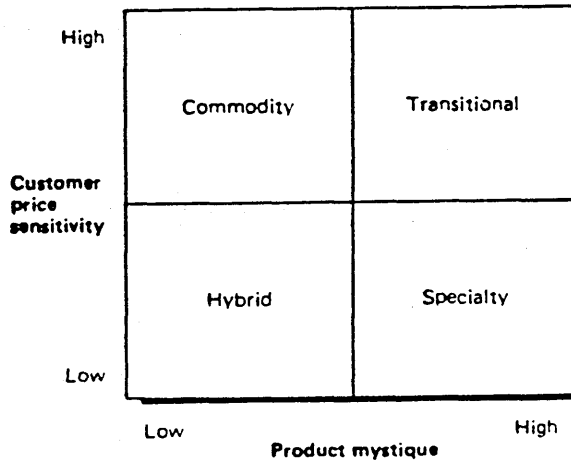 High
Commodity Transitional
Customer
price
sensitivity
Hybrid Specialty
Low
Low High
Product mystique